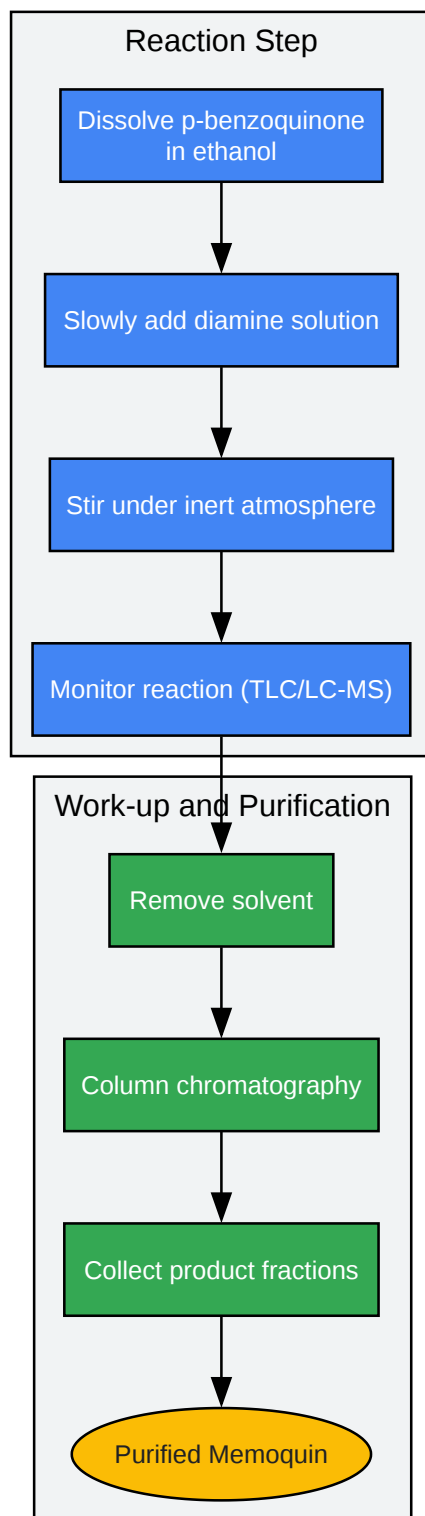 Reaction Step
Dissolve p-benzoquinone
in ethanol
Slowly add diamine solution
Stir under inert atmosphere
Monitor reaction (TLC/LC-MS)
Work-up and Purification
Remove solvent
Column chromatography
Collect product fractions
Purified Memoquin